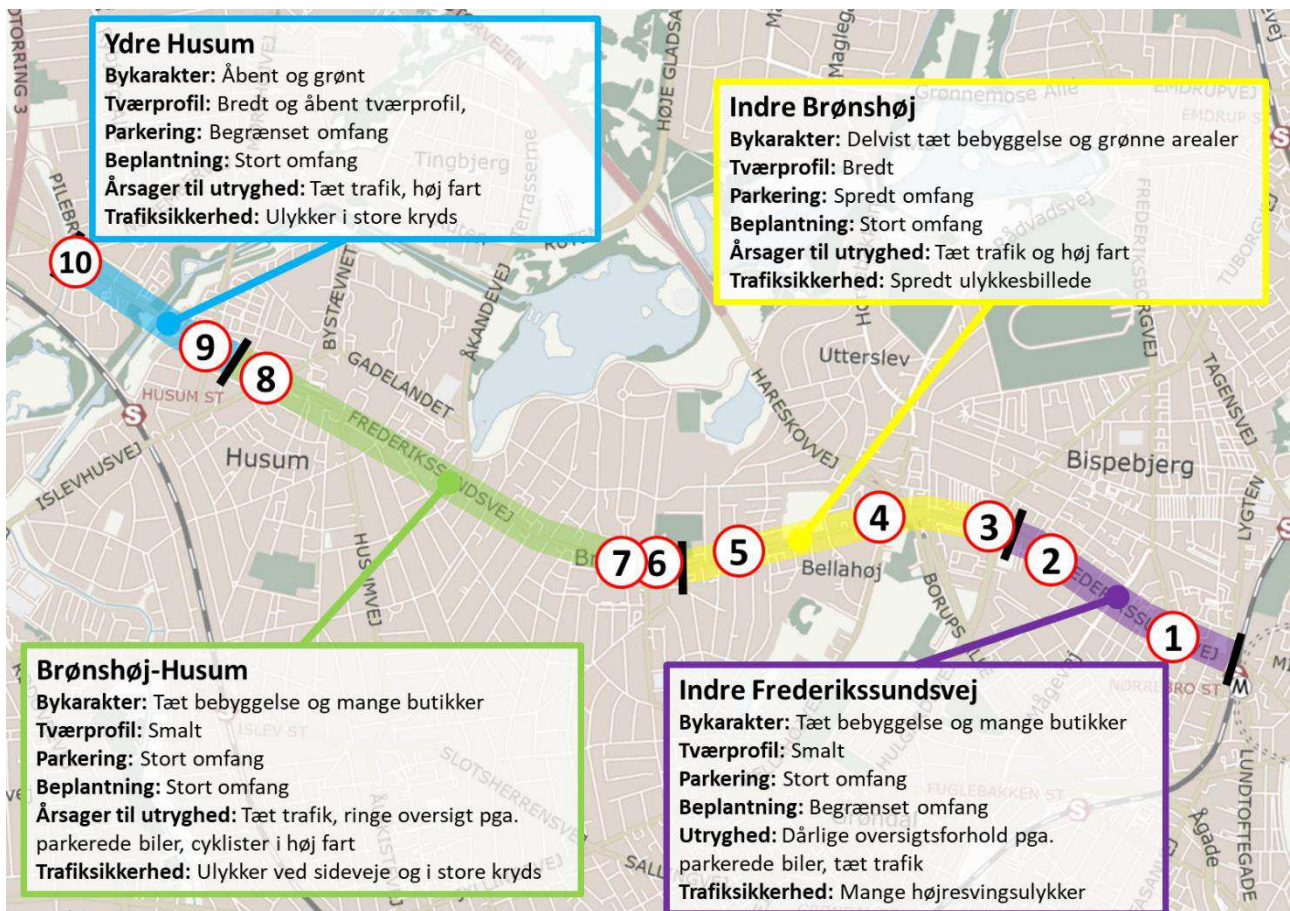 Ydre Husum
Bykarakter: Åbent og grønt
Tværprofil: Bredt og åbent tværprofil,
Parkering: Begrænset omfang
Beplantning: Stort omfang
Årsager til utryghed: Tæt trafik, høj fart
Trafiksikkerhed: Ulykker i store kryds
Indre Brønshøj
Bykarakter: Delvist tæt bebyggelse og grønne arealer
Tværprofil: Bredt
Parkering: Spredt omfang
Beplantning: Stort omfang
Årsager til utryghed: Tæt trafik og høj fart
Trafiksikkerhed: Spredt ulykkesbillede
Brønshøj-Husum
Bykarakter: Tæt bebyggelse og mange butikker
Tværprofil: Smalt
Parkering: Stort omfang
Beplantning: Stort omfang
Årsager til utryghed: Tæt trafik, ringe oversigt pga.
parkerede biler, cyklister i høj fart
Trafiksikkerhed: Ulykker ved sideveje og i store kryds
Indre Frederikssundsvej
Bykarakter: Tæt bebyggelse og mange butikker
Tværprofil: Smalt
Parkering: Stort omfang
Beplantning: Begrænset omfang
Utryghed: Dårlige oversigtsforhold pga.
parkerede biler, tæt trafik
Trafiksikkerhed: Mange højresvingsulykker
10
9
8
7
6
5
4
3
2
1
HØJE GLADSA
Grønnemose Alle
EMDRUPVEJ
Tingbjerg
BYSTÆVNET
ÅKANDEVEJ
GADELANDET
HUSUM ST
ISLEVHUSVEJ
Husum
FREDERIKSSUNDSVEJ
HUSUMVEJ
HARESKOVVEJ
Utterslev
FREDERIKSBORGVEJ
TUBORGVEJ
TAGENSVEJ
Bispebjerg
LYGTEN
Bellahøj
BORUPS
Mågevej
NØRREBRO ST
S
S
S
M
ISLEV ST
SLOTSHERRENSVEJ
FUGLEBAKKEN ST
Grøndal
LUNDTOFTEGADE
Ågade